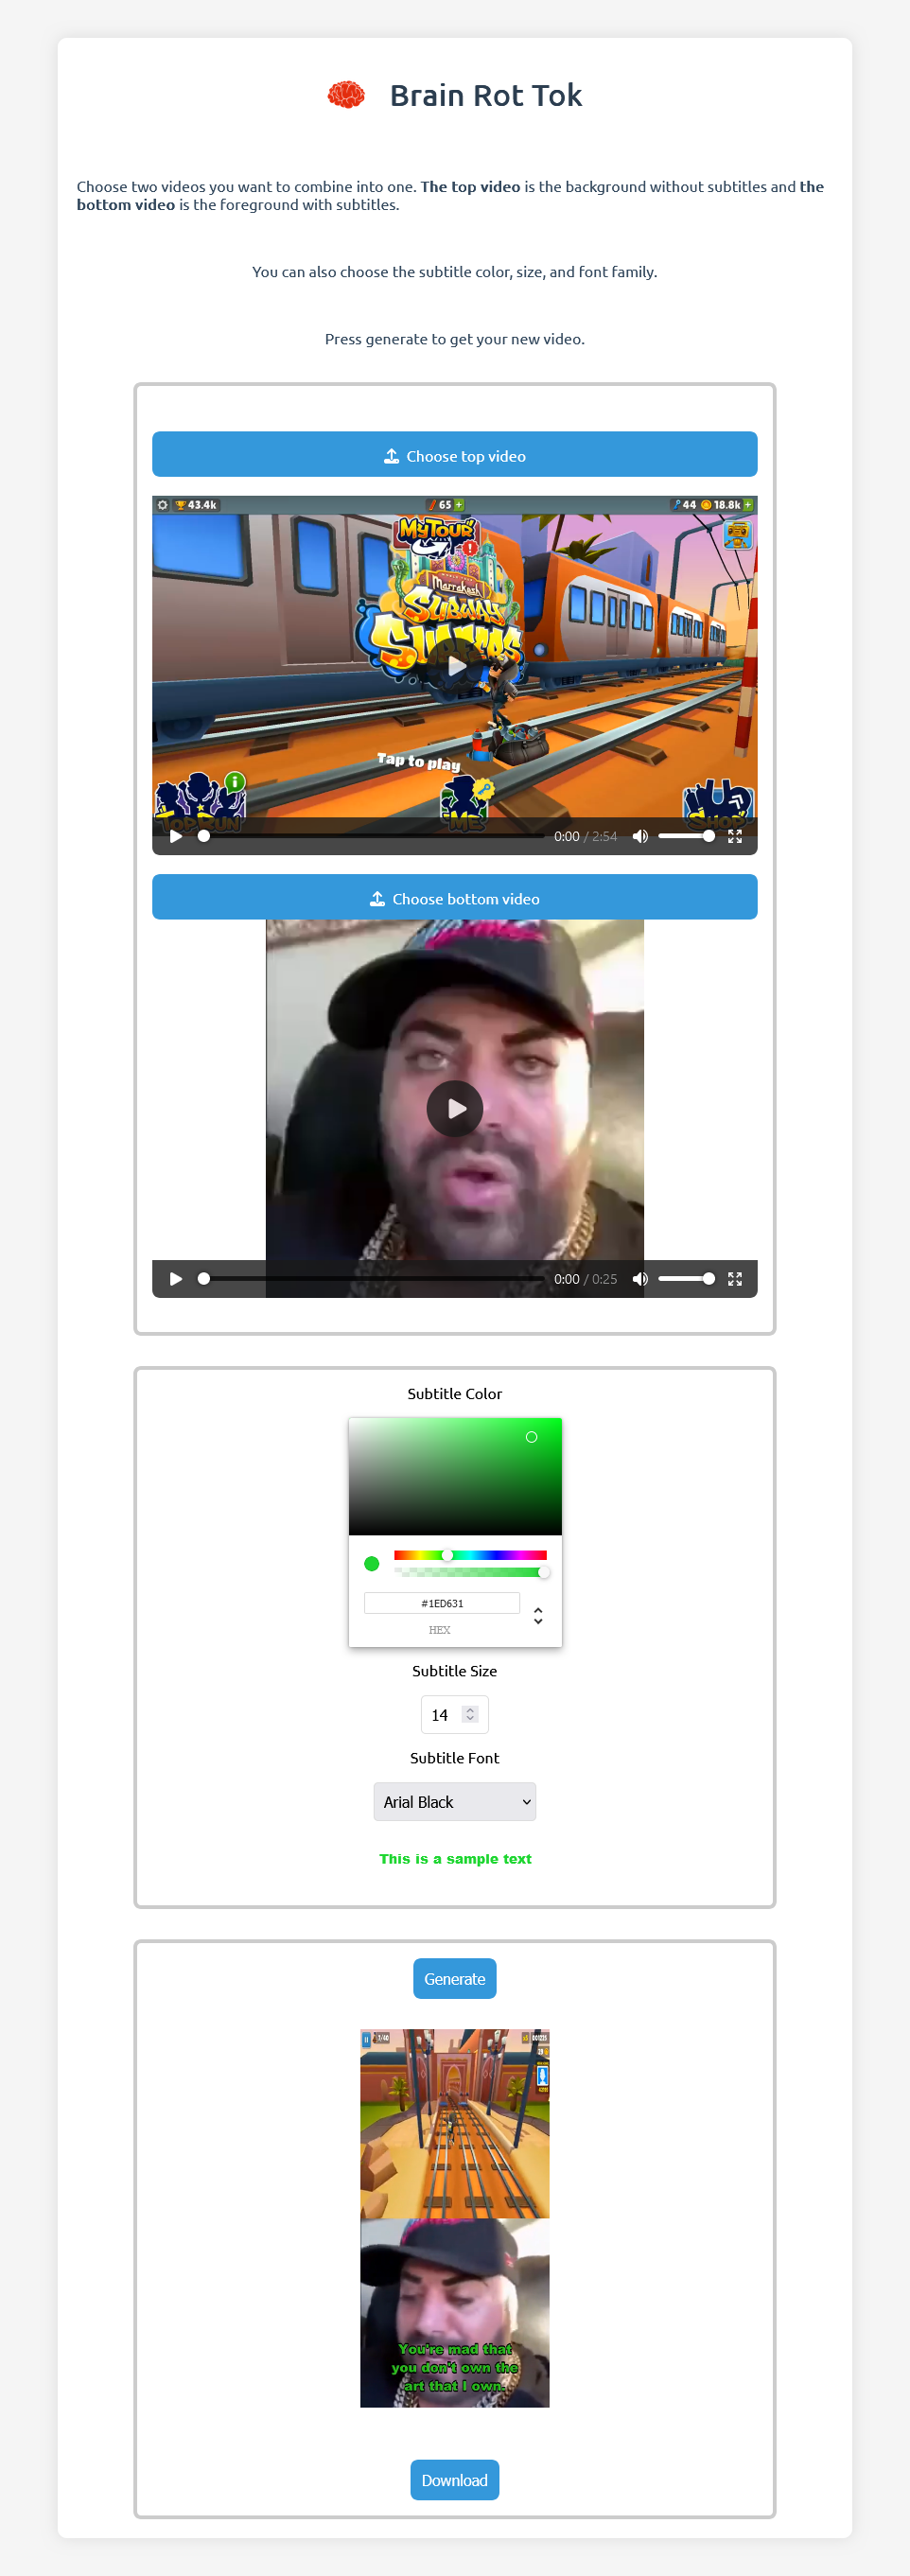 Brain Rot Tok
Choose two videos you want to combine into one. The top video is the background without subtitles and the
bottom video is the foreground with subtitles.
You can also choose the subtitle color, size, and font family.
Press generate to get your new video.
Choose top video
43.4k
65
44
18.8k
MY TOUR
Marrakesh
SUBWAY
SURFERS
Tap to play
TOP RUN
ME
SHOP
0:00 / 2:54
Choose bottom video
0:00 / 0:25
Subtitle Color
#1ED631
HEX
Subtitle Size
14
Subtitle Font
Arial Black
This is a sample text
Generate
You're mad that
you don't own the
art that I own.
Download